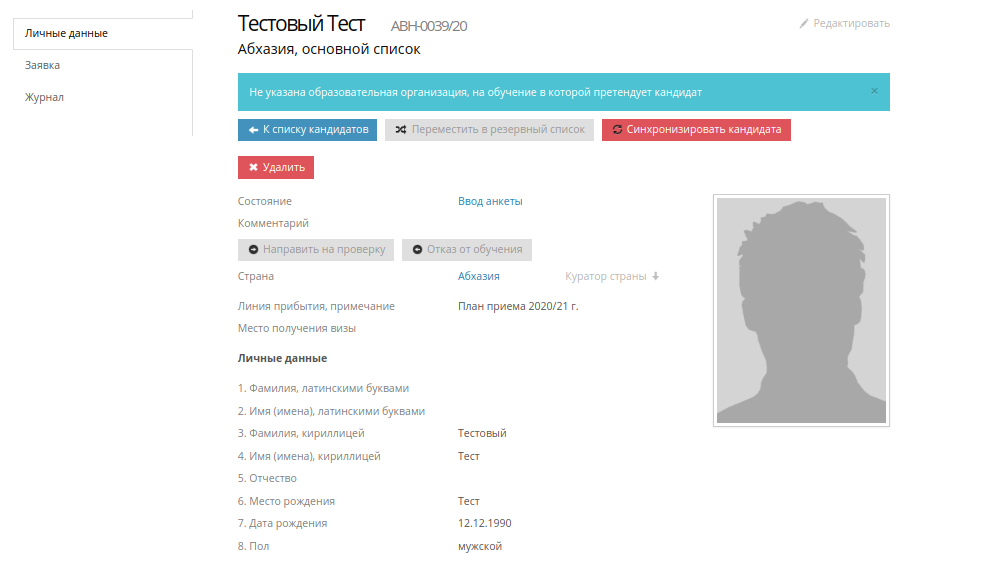 Личные данные
Заявка
Журнал
Тестовый Тест ABH-0039/20 Редактировать
Абхазия, основной список
Не указана образовательная организация, на обучение в которой претендует кандидат ×
К списку кандидатов Переместить в резервный список Синхронизировать кандидата
Удалить
Состояние Ввод анкеты
Комментарий
Направить на проверку Отказ от обучения
Страна Абхазия Куратор страны
Линия прибытия, примечание План приема 2020/21 г.
Место получения визы
Личные данные
1. Фамилия, латинскими буквами
2. Имя (имена), латинскими буквами
3. Фамилия, кириллицей Тестовый
4. Имя (имена), кириллицей Тест
5. Отчество
6. Место рождения Тест
7. Дата рождения 12.12.1990
8. Пол мужской